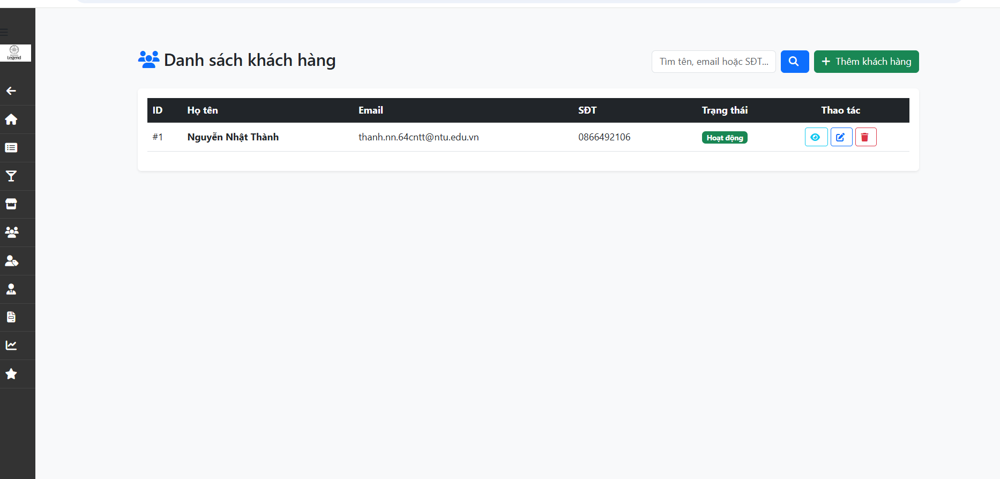 Legend
Danh sách khách hàng
Tìm tên, email hoặc SĐT...
Thêm khách hàng
ID Họ tên Email SĐT Trạng thái Thao tác
#1 Nguyễn Nhật Thành thanh.nn.64cntt@ntu.edu.vn 0866492106 Hoạt động